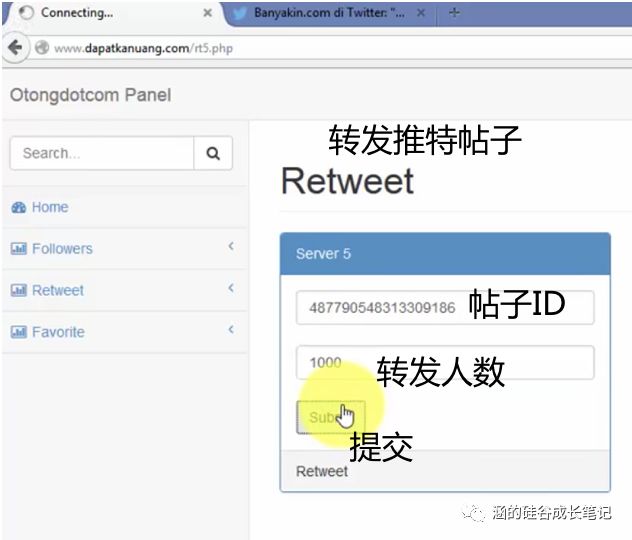 Connecting...
Banyakin.com di Twitter: "...
www.dapatkanuang.com/rt5.php
Otongdotcom Panel
Search...
Home
Followers
Retweet
Favorite
转发推特帖子
Retweet
Server 5
487790548313309186 帖子ID
1000 转发人数
Submit
提交
Retweet
涵的硅谷成长笔记